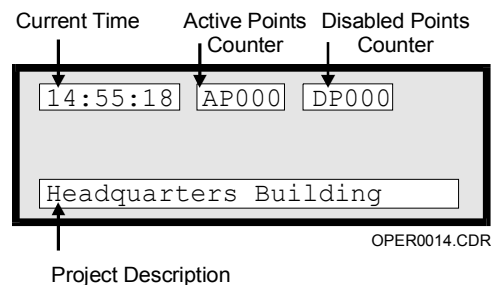 Current Time
Active Points Counter
Disabled Points Counter
14:55:18 AP000 DP000
Headquarters Building
OPER0014.CDR
Project Description